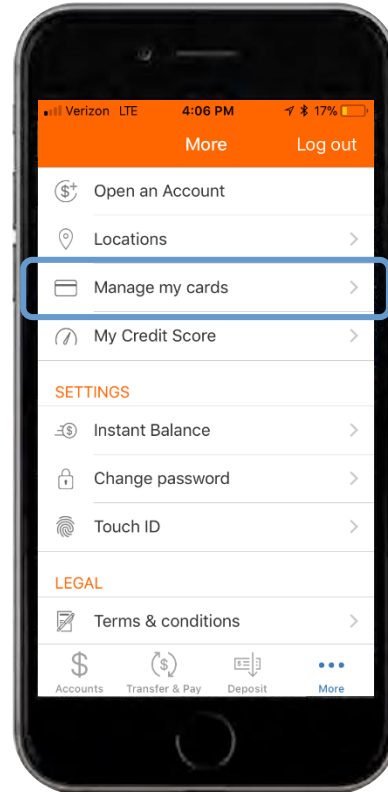 Verizon LTE 4:06 PM 17%
More Log out
Open an Account
Locations
Manage my cards
My Credit Score
SETTINGS
Instant Balance
Change password
Touch ID
LEGAL
Terms & conditions
Accounts Transfer & Pay Deposit More